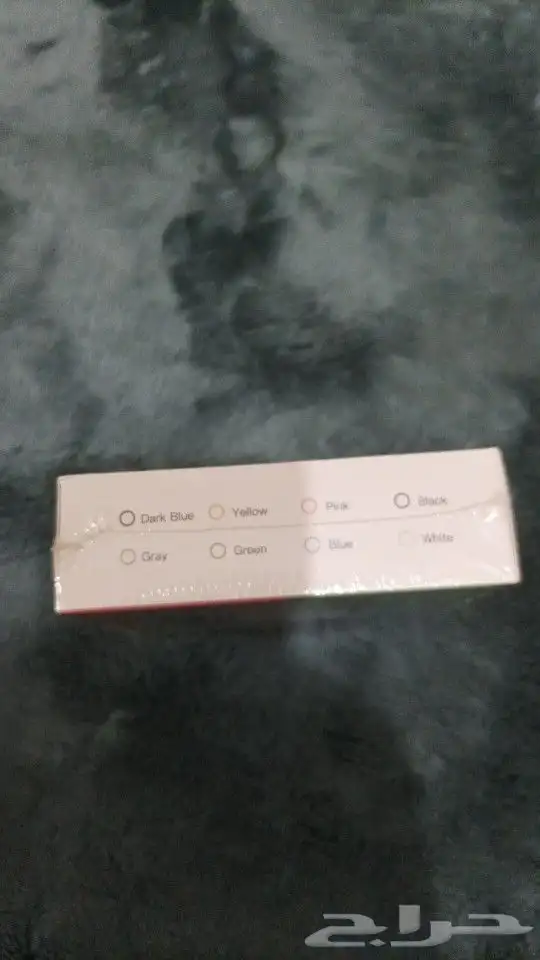 Dark Blue Yellow Pink Black
Gray Green Blue White
حراج